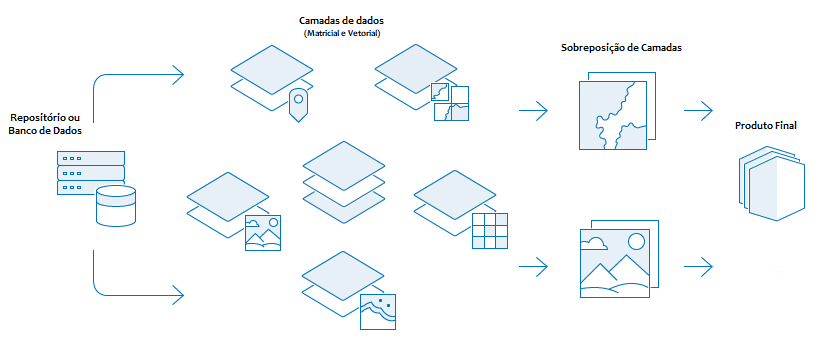 Camadas de dados
(Matricial e Vetorial)
Sobreposição de Camadas
Repositório ou
Banco de Dados
Produto Final